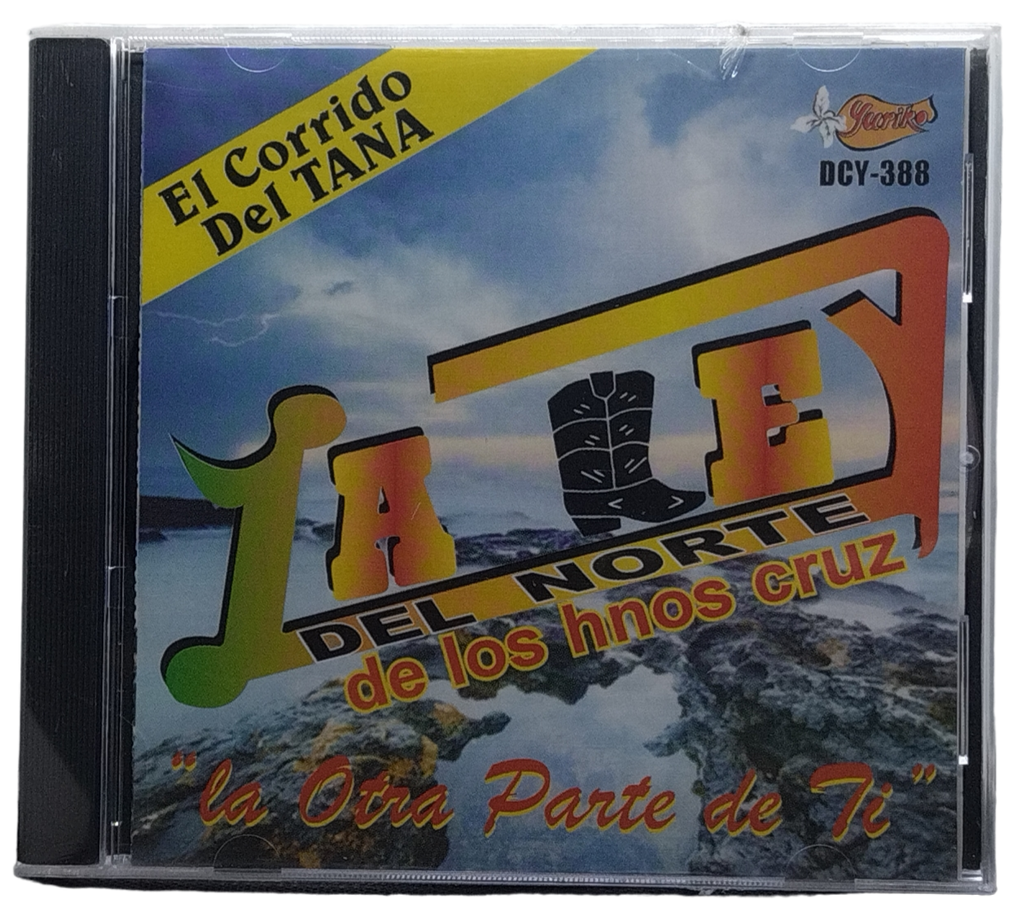 El Corrido
Del TANA
Yuriko
DCY-388
LA LEY
DEL NORTE
de los hnos cruz
"la Otra Parte de Ti"